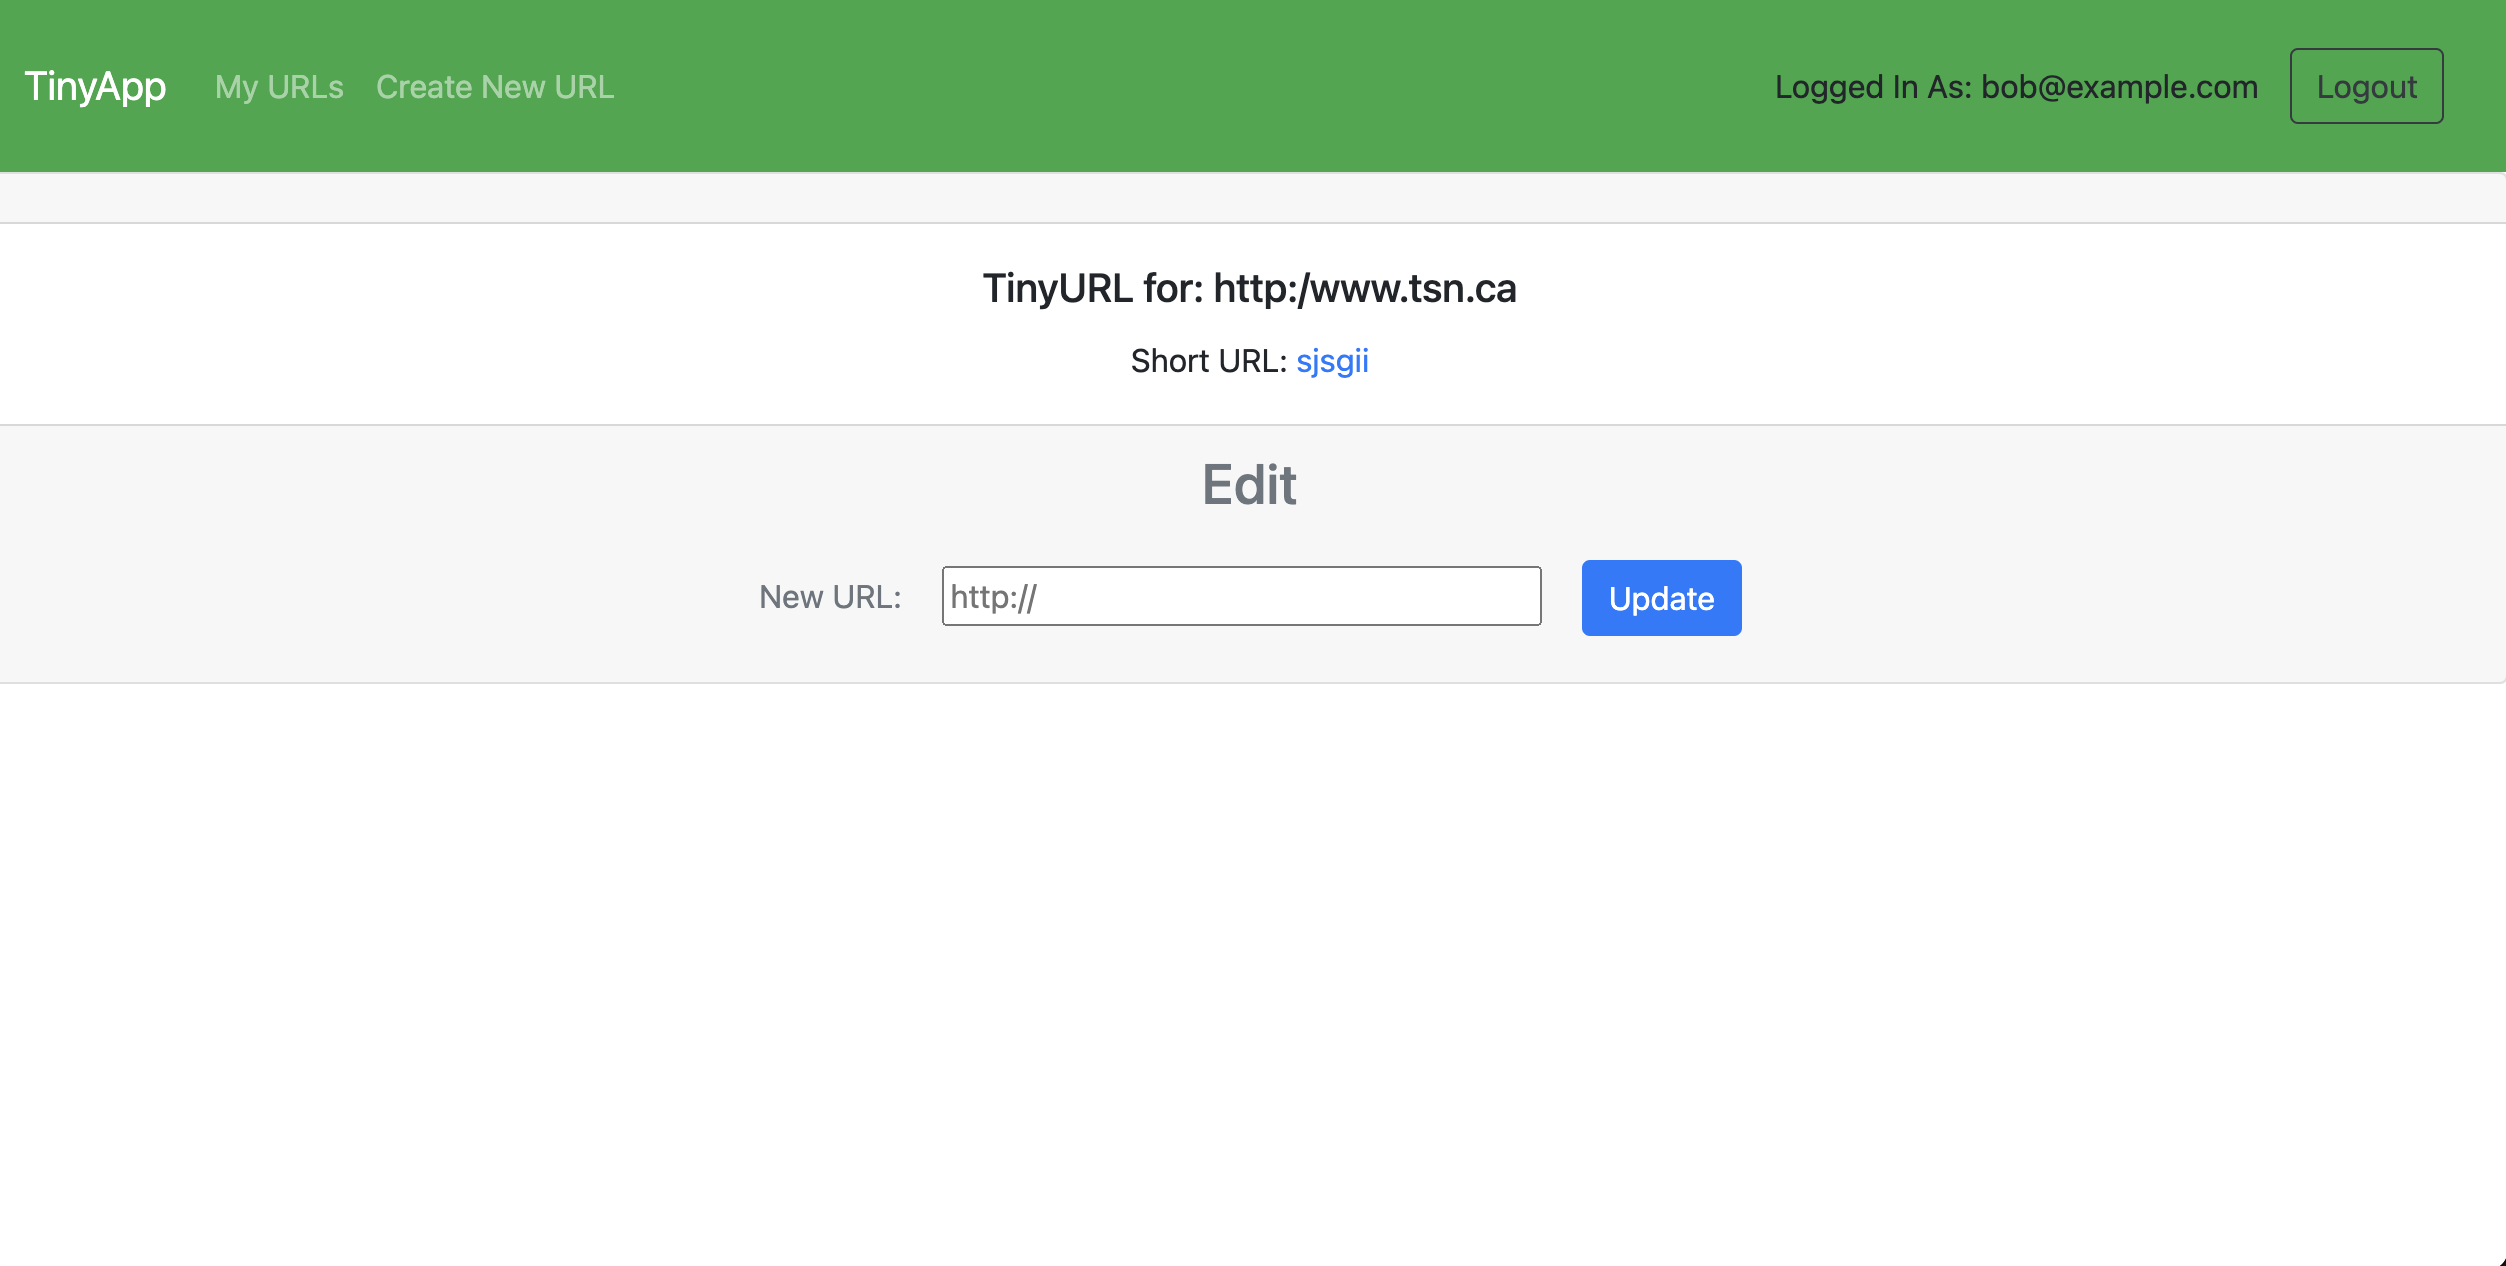 TinyApp My URLs Create New URL Logged In As: bob@example.com Logout
TinyURL for: http:/www.tsn.ca
Short URL: sjsgii
Edit
New URL: http:// Update